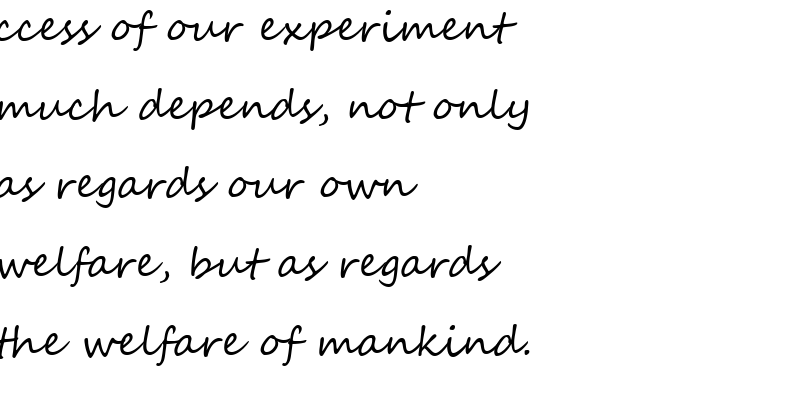 ccess of our experiment
much depends, not only
as regards our own
welfare, but as regards
the welfare of mankind.